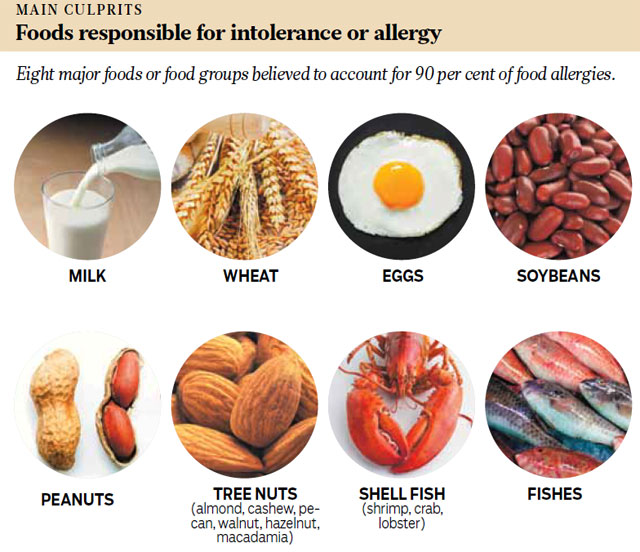 MAIN CULPRITS
Foods responsible for intolerance or allergy
Eight major foods or food groups believed to account for 90 per cent of food allergies.
MILK
WHEAT
EGGS
SOYBEANS
PEANUTS
TREE NUTS
(almond, cashew, pe-
can, walnut, hazelnut,
macadamia)
SHELL FISH
(shrimp, crab,
lobster)
FISHES